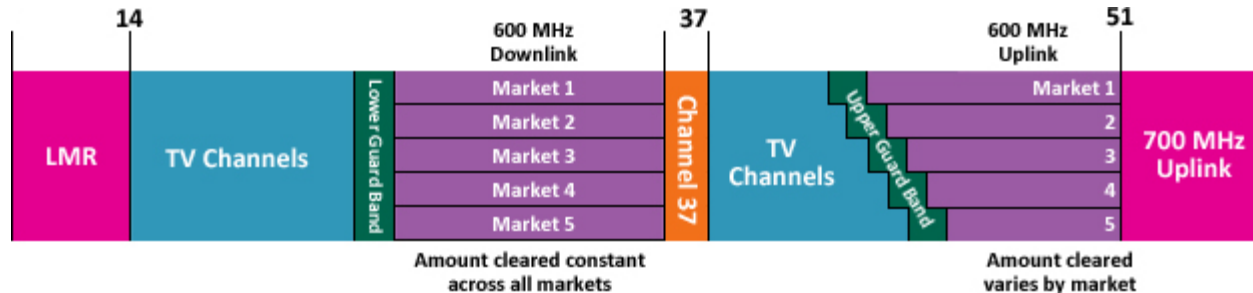 14
37
51
600 MHz
Downlink
600 MHz
Uplink
LMR
TV Channels
Lower Guard Band
Market 1
Market 2
Market 3
Market 4
Market 5
Channel 37
TV
Channels
Upper Guard Band
Market 1
2
3
4
5
700 MHz
Uplink
Amount cleared constant
across all markets
Amount cleared
varies by market